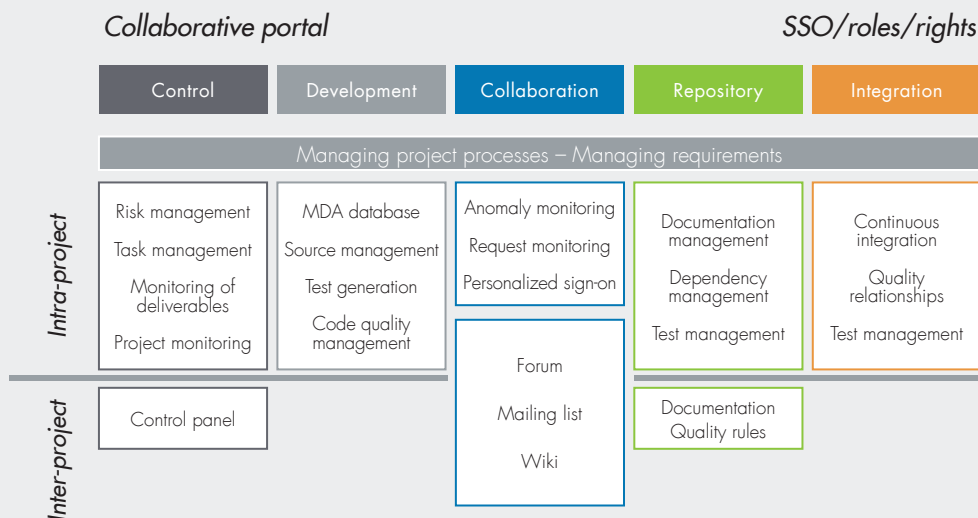 Collaborative portal
SSO/roles/rights
Control
Development
Collaboration
Repository
Integration
Managing project processes – Managing requirements
Intra-project
Risk management
Task management
Monitoring of
deliverables
Project monitoring
MDA database
Source management
Test generation
Code quality
management
Anomaly monitoring
Request monitoring
Personalized sign-on
Forum
Mailing list
Wiki
Documentation
management
Dependency
management
Test management
Continuous
integration
Quality
relationships
Test management
Inter-project
Control panel
Documentation
Quality rules